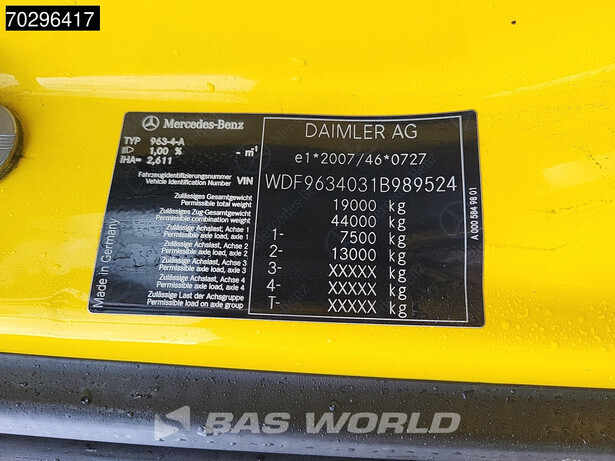 70296417
Mercedes-Benz
DAIMLER AG
TYP 963-4-A
1,00 % - m⁻¹
IHA= 2,611
e1*2007/46*0727
Fahrzeugidentifizierungsnummer
Vehicle Identification Number VIN
WDF9634031B989524
Zulässiges Gesamtgewicht
Permissible total weight
19000 kg
Zulässiges Zug-Gesamtgewicht
Permissible combination weight
44000 kg
Zulässige Achslast, Achse 1
Permissible axle load, axle 1
1- 7500 kg
Zulässige Achslast, Achse 2
Permissible axle load, axle 2
2- 13000 kg
Zulässige Achslast, Achse 3
Permissible axle load, axle 3
3- XXXXX kg
Zulässige Achslast, Achse 4
Permissible axle load, axle 4
4- XXXXX kg
Zulässige Last der Achsgruppe
Permissible load on axle group
T- XXXXX kg
Made in Germany
A 000 584 98 01
BAS WORLD